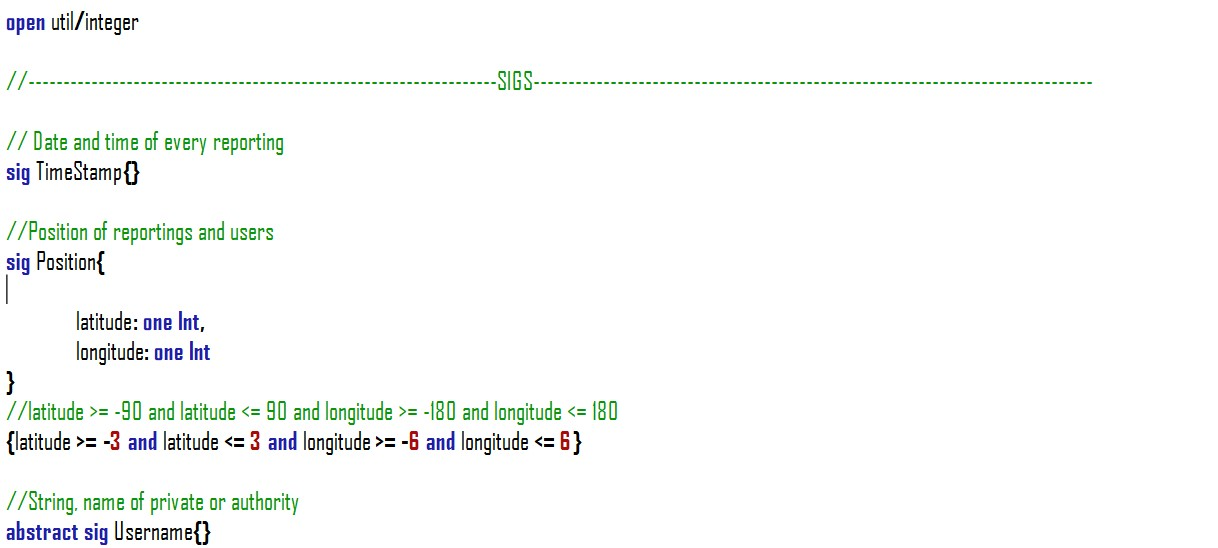 open util/integer
//-------------------------------------------------------------------SIGS--------------------------------------------------------------------------------
// Date and time of every reporting
sig TimeStamp{}
//Position of reportings and users
sig Position{
latitude: one Int,
longitude: one Int
}
//latitude >= -90 and latitude <= 90 and longitude >= -180 and longitude <= 180
{latitude >= -3 and latitude <= 3 and longitude >= -6 and longitude <= 6}
//String, name of private or authority
abstract sig Username{}